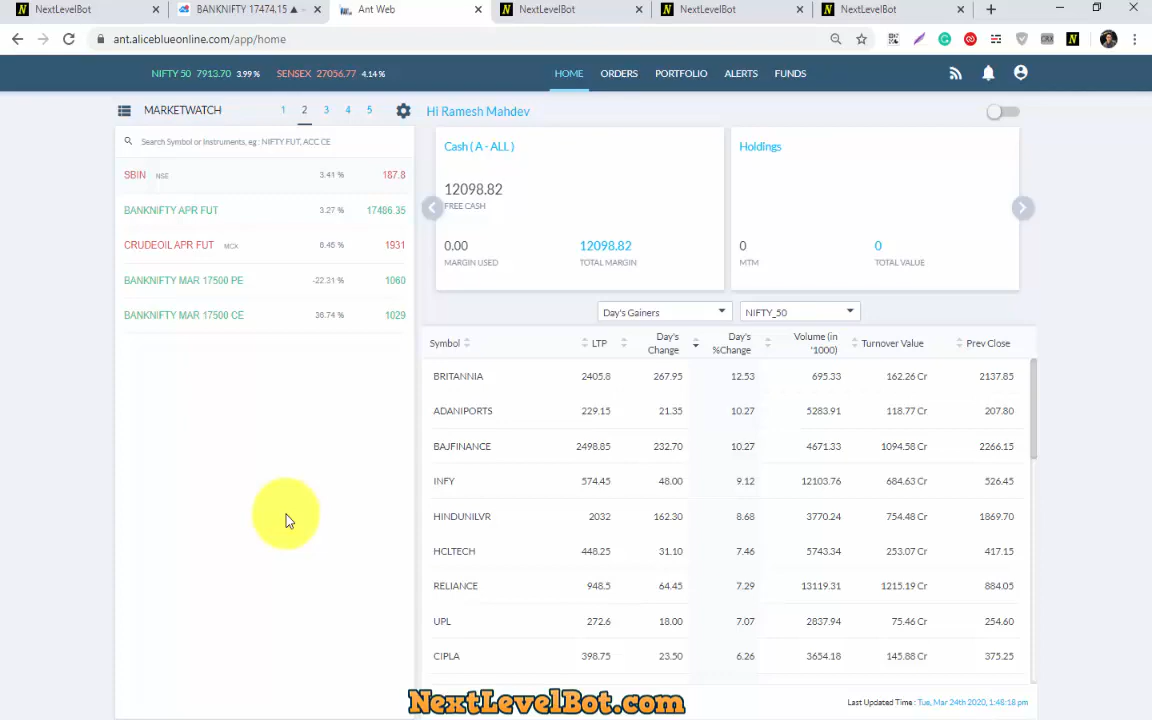 NextLevelBot
BANKNIFTY 17474.15 ▲
Ant Web
NextLevelBot
NextLevelBot
NextLevelBot
ant.aliceblueonline.com/app/home
NIFTY 50 7913.70 3.99 % SENSEX 27056.77 4.14 %
HOME ORDERS PORTFOLIO ALERTS FUNDS
MARKETWATCH 1 2 3 4 5
Hi Ramesh Mahdev
Search Symbol or Instruments, eg : NIFTY FUT, ACC CE
SBIN NSE 3.41 % 187.8
BANKNIFTY APR FUT 3.27 % 17486.35
CRUDEOIL APR FUT MCX 6.45 % 1931
BANKNIFTY MAR 17500 PE -22.31 % 1060
BANKNIFTY MAR 17500 CE 36.74 % 1029
Cash ( A - ALL )
12098.82
FREE CASH
0.00 12098.82
MARGIN USED TOTAL MARGIN
Holdings
0 0
MTM TOTAL VALUE
Day's Gainers NIFTY_50
Symbol LTP Day's Change Day's %Change Volume (in '1000) Turnover Value Prev Close
BRITANNIA 2405.8 267.95 12.53 695.33 162.26 Cr 2137.85
ADANIPORTS 229.15 21.35 10.27 5283.91 118.77 Cr 207.80
BAJFINANCE 2498.85 232.70 10.27 4671.33 1094.58 Cr 2266.15
INFY 574.45 48.00 9.12 12103.76 684.63 Cr 526.45
HINDUNILVR 2032 162.30 8.68 3770.24 754.48 Cr 1869.70
HCLTECH 448.25 31.10 7.46 5743.34 253.07 Cr 417.15
RELIANCE 948.5 64.45 7.29 13119.31 1215.19 Cr 884.05
UPL 272.6 18.00 7.07 2837.94 75.46 Cr 254.60
CIPLA 398.75 23.50 6.26 3654.18 145.88 Cr 375.25
Last Updated Time : Tue, Mar 24th 2020, 1:48:18 pm
NextLevelBot.com